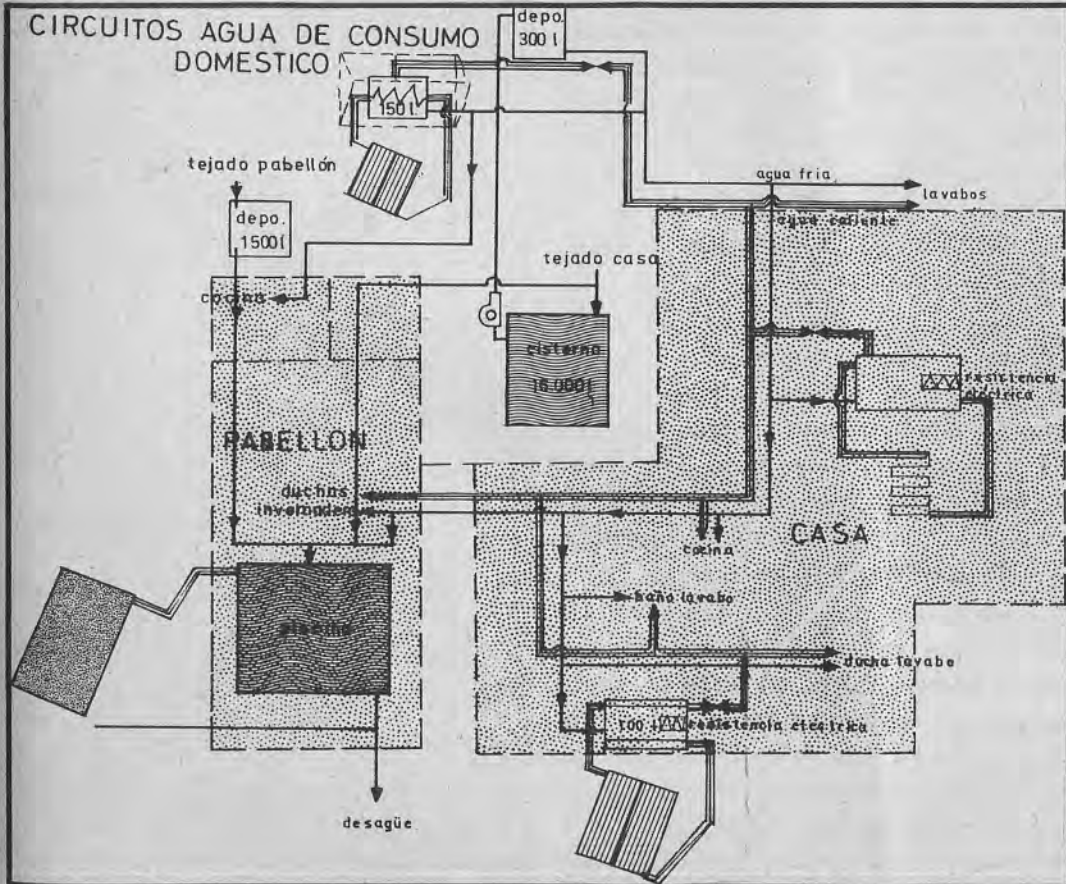 CIRCUITOS AGUA DE CONSUMO
DOMESTICO
depo.
300 l
150 l.
tejado pabellón
depo.
1500 l
agua fria
lavabos
agua caliente
tejado casa
cocina
cisterna
16.000 l
resistencia
eléctrica
PABELLON
duchas
invernadero
cocina
CASA
baño lavabo
piscina
ducha lavabo
100 l
resistencia eléctrica
desagüe